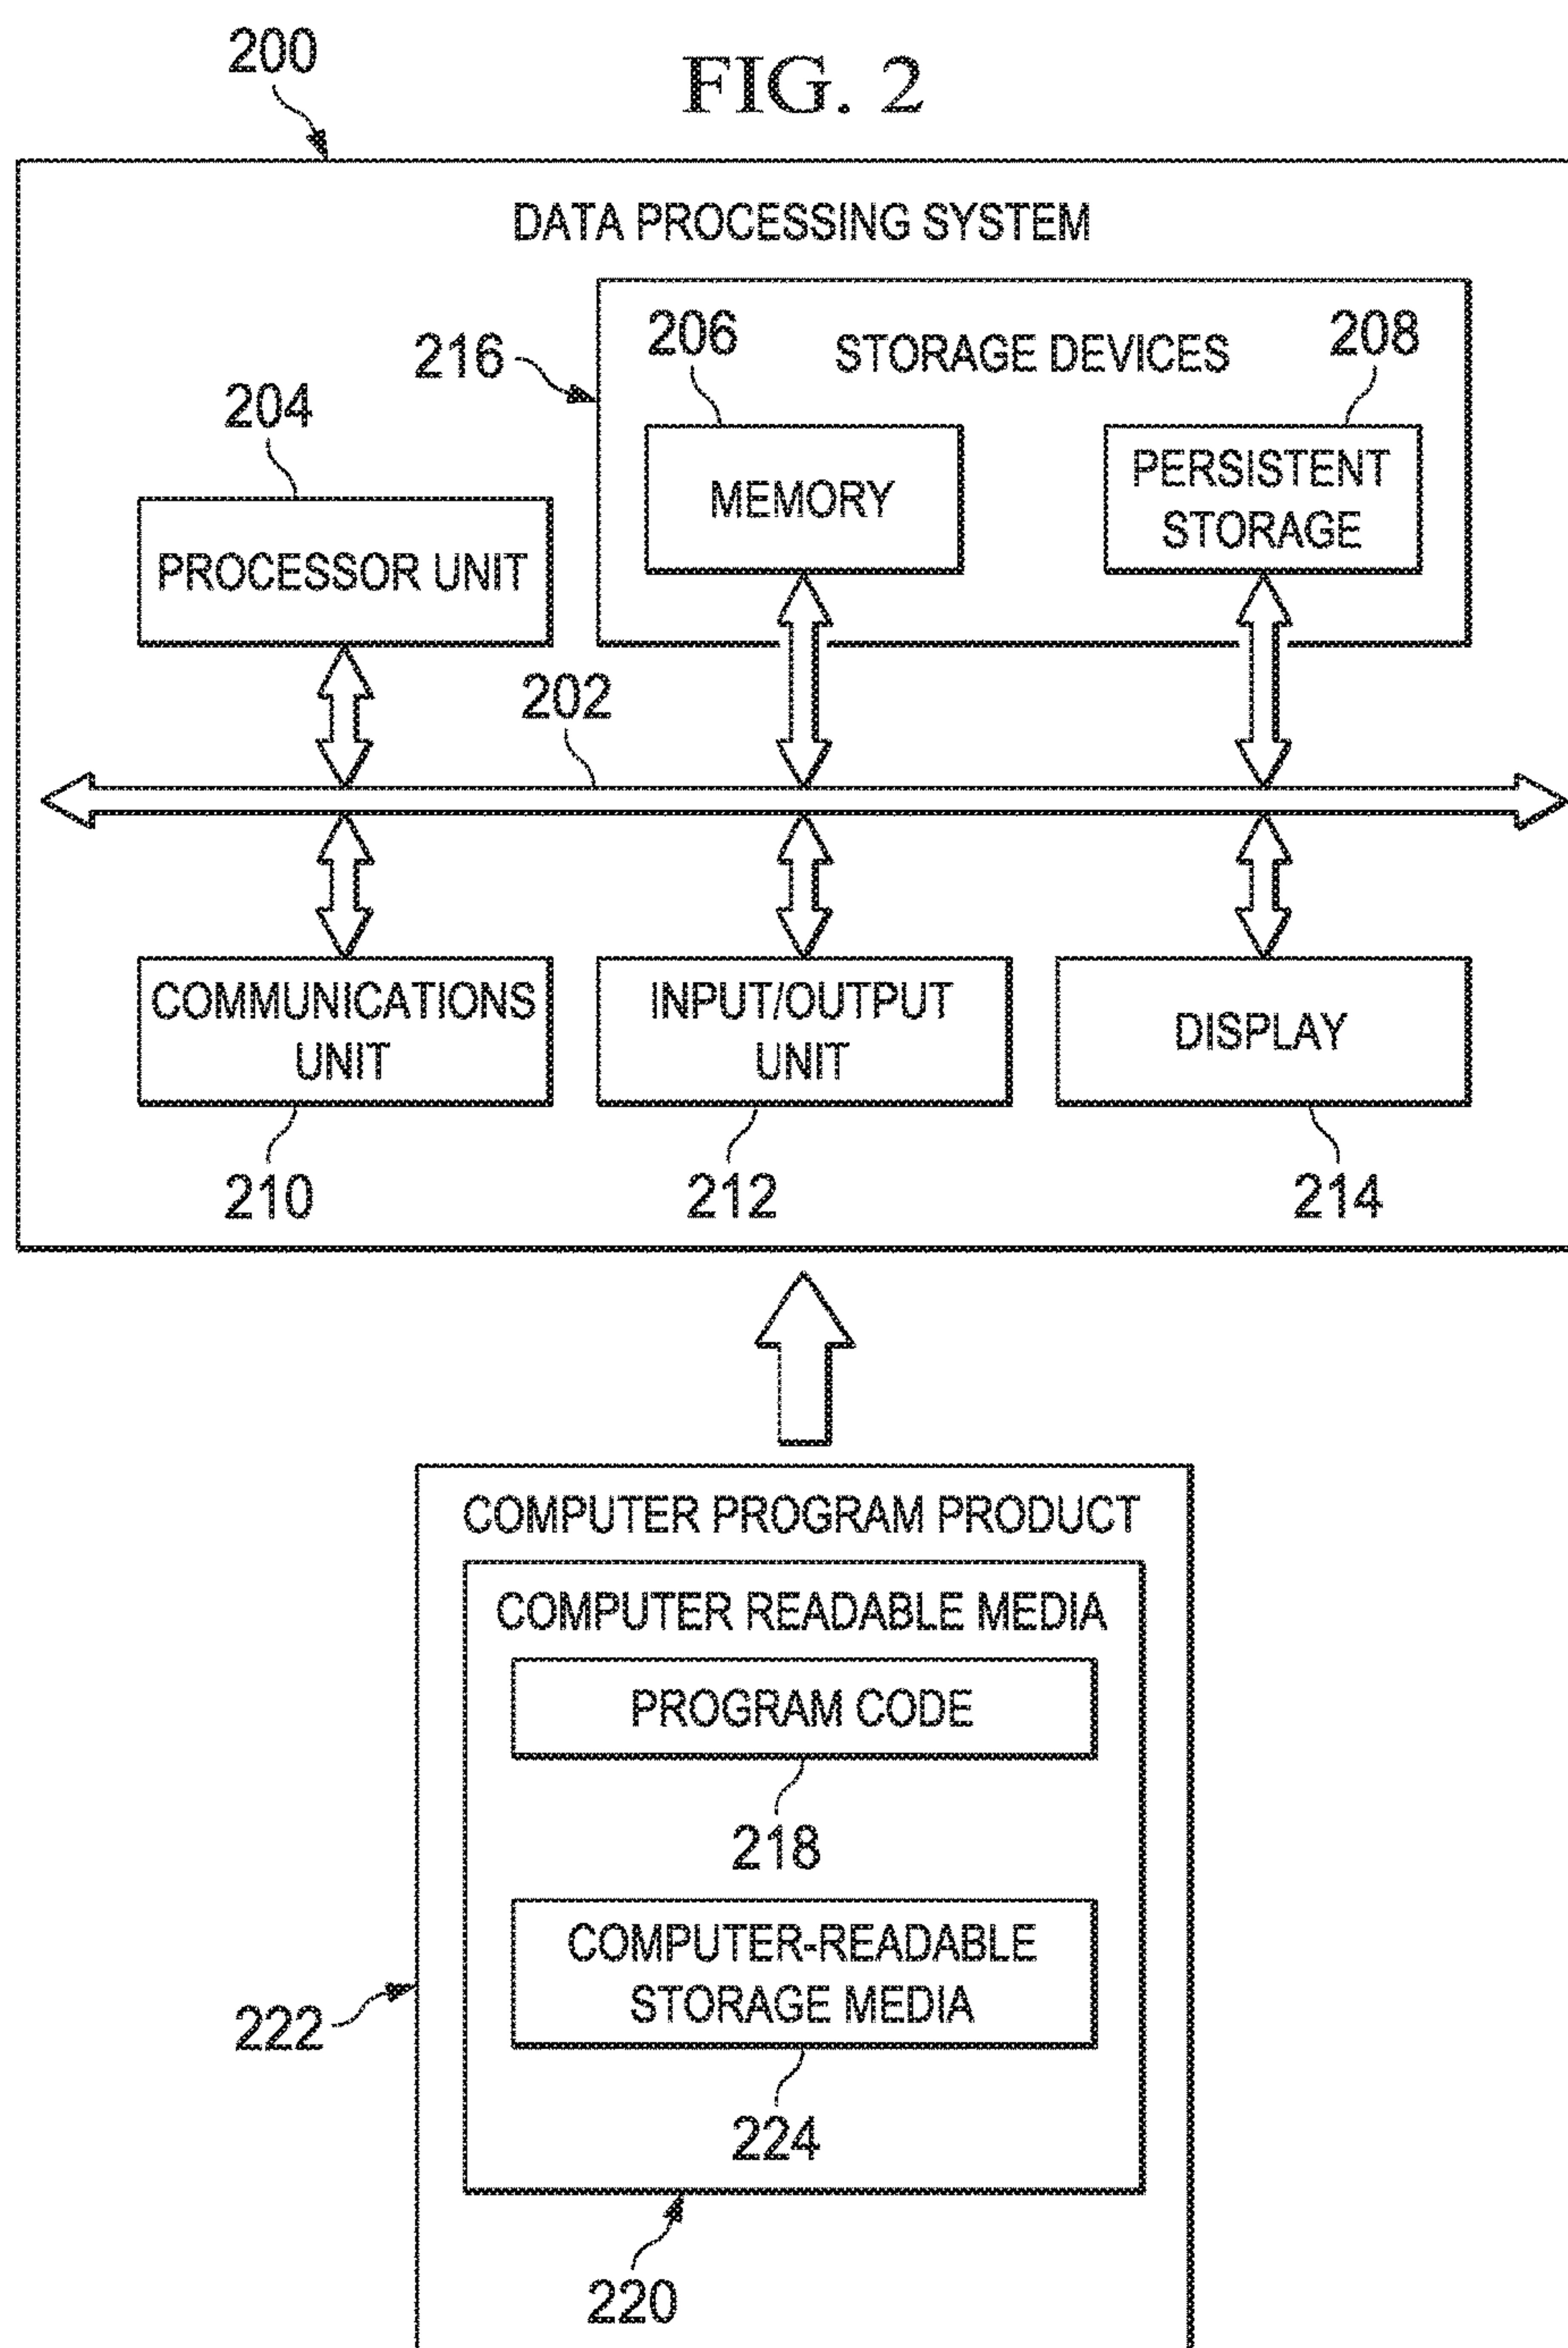 200
FIG. 2
DATA PROCESSING SYSTEM
216
206
STORAGE DEVICES
208
204
MEMORY
PERSISTENT
STORAGE
PROCESSOR UNIT
202
COMMUNICATIONS
UNIT
INPUT/OUTPUT
UNIT
DISPLAY
210
212
214
COMPUTER PROGRAM PRODUCT
COMPUTER READABLE MEDIA
PROGRAM CODE
218
COMPUTER-READABLE
STORAGE MEDIA
222
224
220